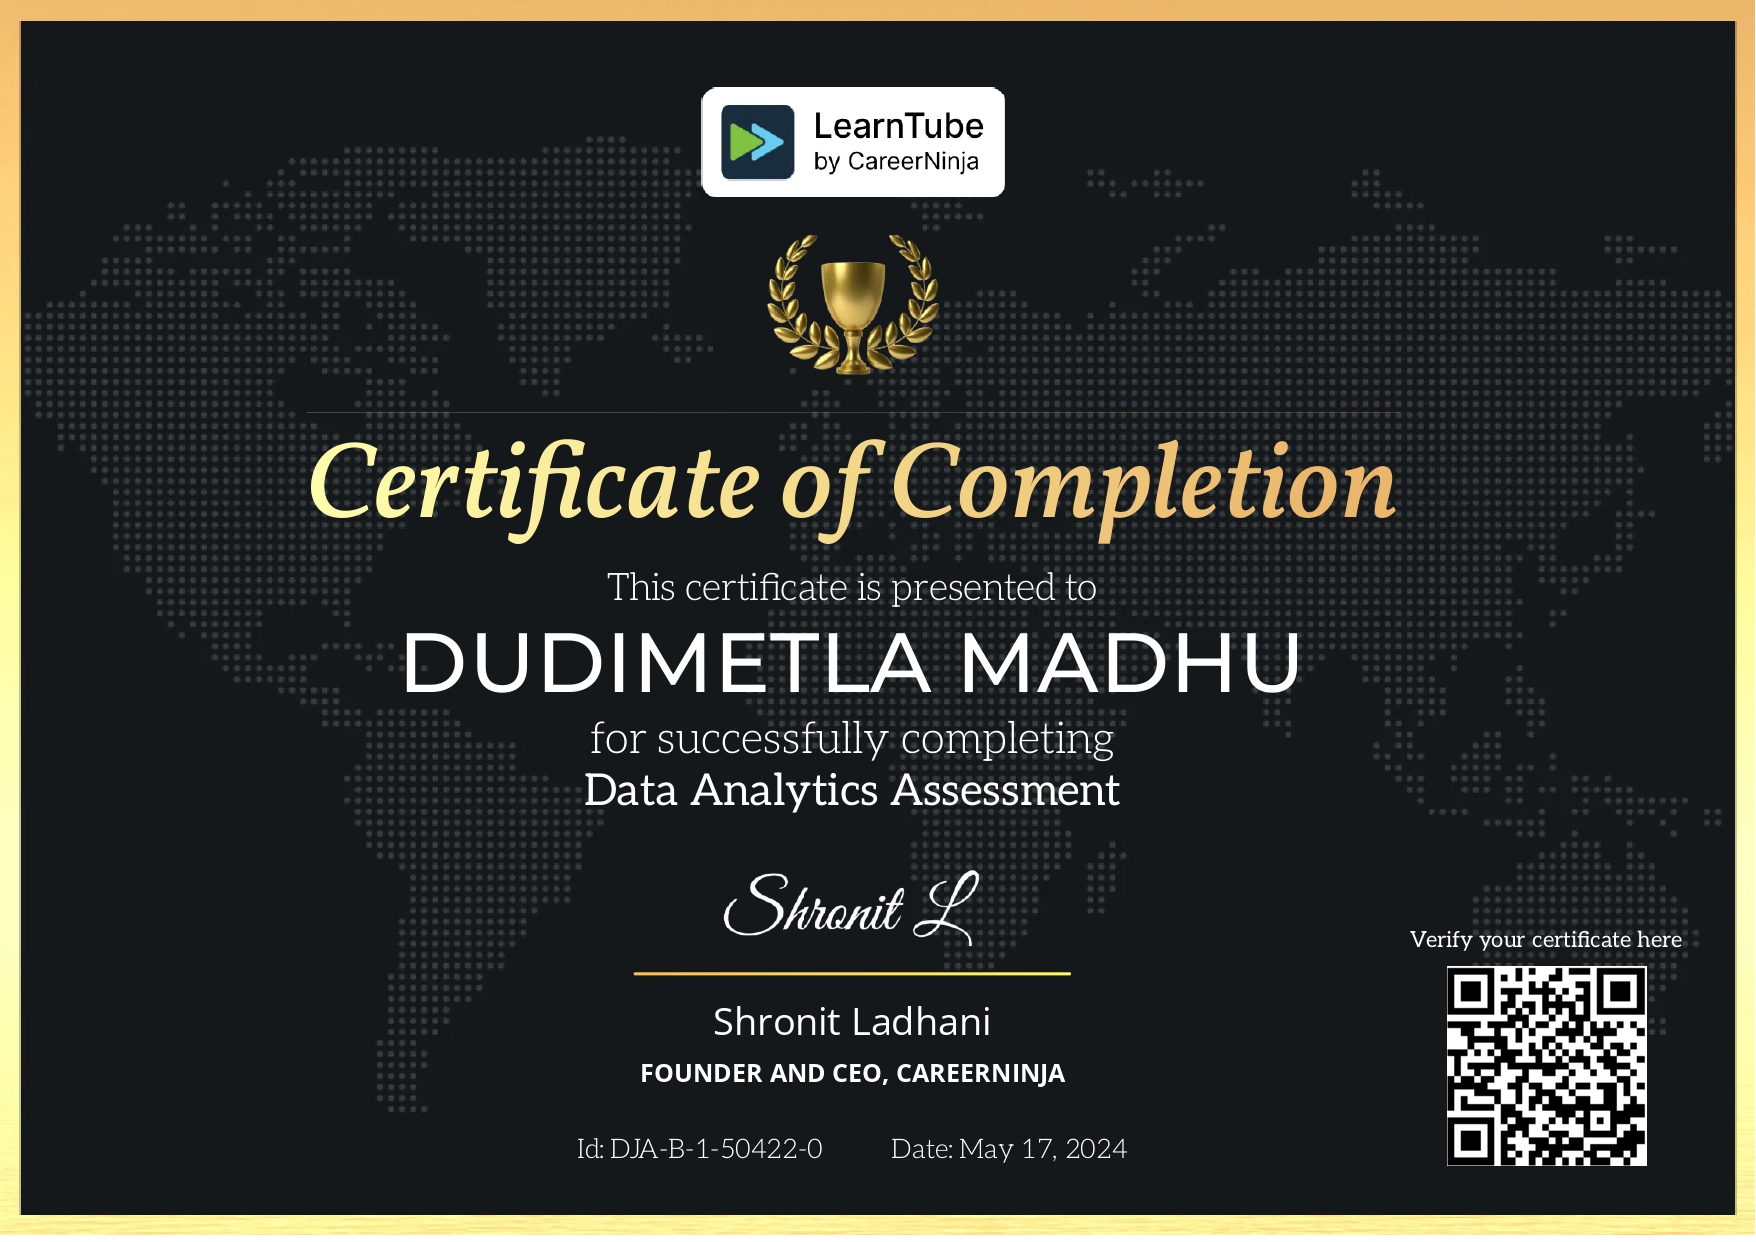 LearnTube
by CareerNinja
Certificate of Completion
This certificate is presented to
DUDIMETLA MADHU
for successfully completing
Data Analytics Assessment
Shronit L
Shronit Ladhani
FOUNDER AND CEO, CAREERNINJA
Id: DJA-B-1-50422-0 Date: May 17, 2024
Verify your certificate here